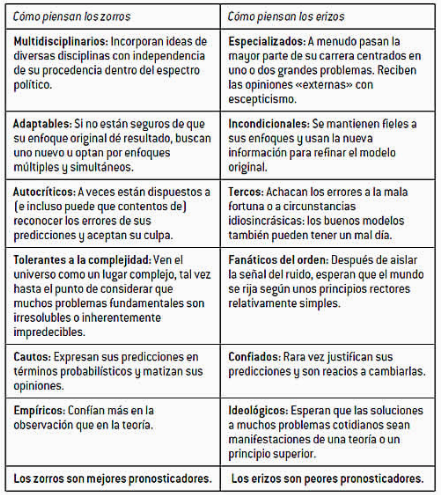 Cómo piensan los zorros
Cómo piensan los erizos
Multidisciplinarios: Incorporan ideas de
diversas disciplinas con independencia
de su procedencia dentro del espectro
político.
Especializados: A menudo pasan la
mayor parte de su carrera centrados en
uno o dos grandes problemas. Reciben
las opiniones «externas» con
escepticismo.
Adaptables: Si no están seguros de que
su enfoque original dé resultado, buscan
uno nuevo u optan por enfoques
múltiples y simultáneos.
Incondicionales: Se mantienen fieles a
sus enfoques y usan la nueva
información para refinar el modelo
original.
Autocríticos: A veces están dispuestos a
(e incluso puede que contentos de)
reconocer los errores de sus
predicciones y aceptan su culpa.
Tercos: Achacan los errores a la mala
fortuna o a circunstancias
idiosincrásicas: los buenos modelos
también pueden tener un mal día.
Tolerantes a la complejidad: Ven el
universo como un lugar complejo, tal vez
hasta el punto de considerar que
muchos problemas fundamentales son
irresolubles o inherentemente
impredecibles.
Fanáticos del orden: Después de aislar
la señal del ruido, esperan que el mundo
se rija según unos principios rectores
relativamente simples.
Cautos: Expresan sus predicciones en
términos probabilísticos y matizan sus
opiniones.
Confiados: Rara vez justifican sus
predicciones y son reacios a cambiarlas.
Empíricos: Confían más en la
observación que en la teoría.
Ideológicos: Esperan que las soluciones
a muchos problemas cotidianos sean
manifestaciones de una teoría o un
principio superior.
Los zorros son mejores pronosticadores.
Los erizos son peores pronosticadores.